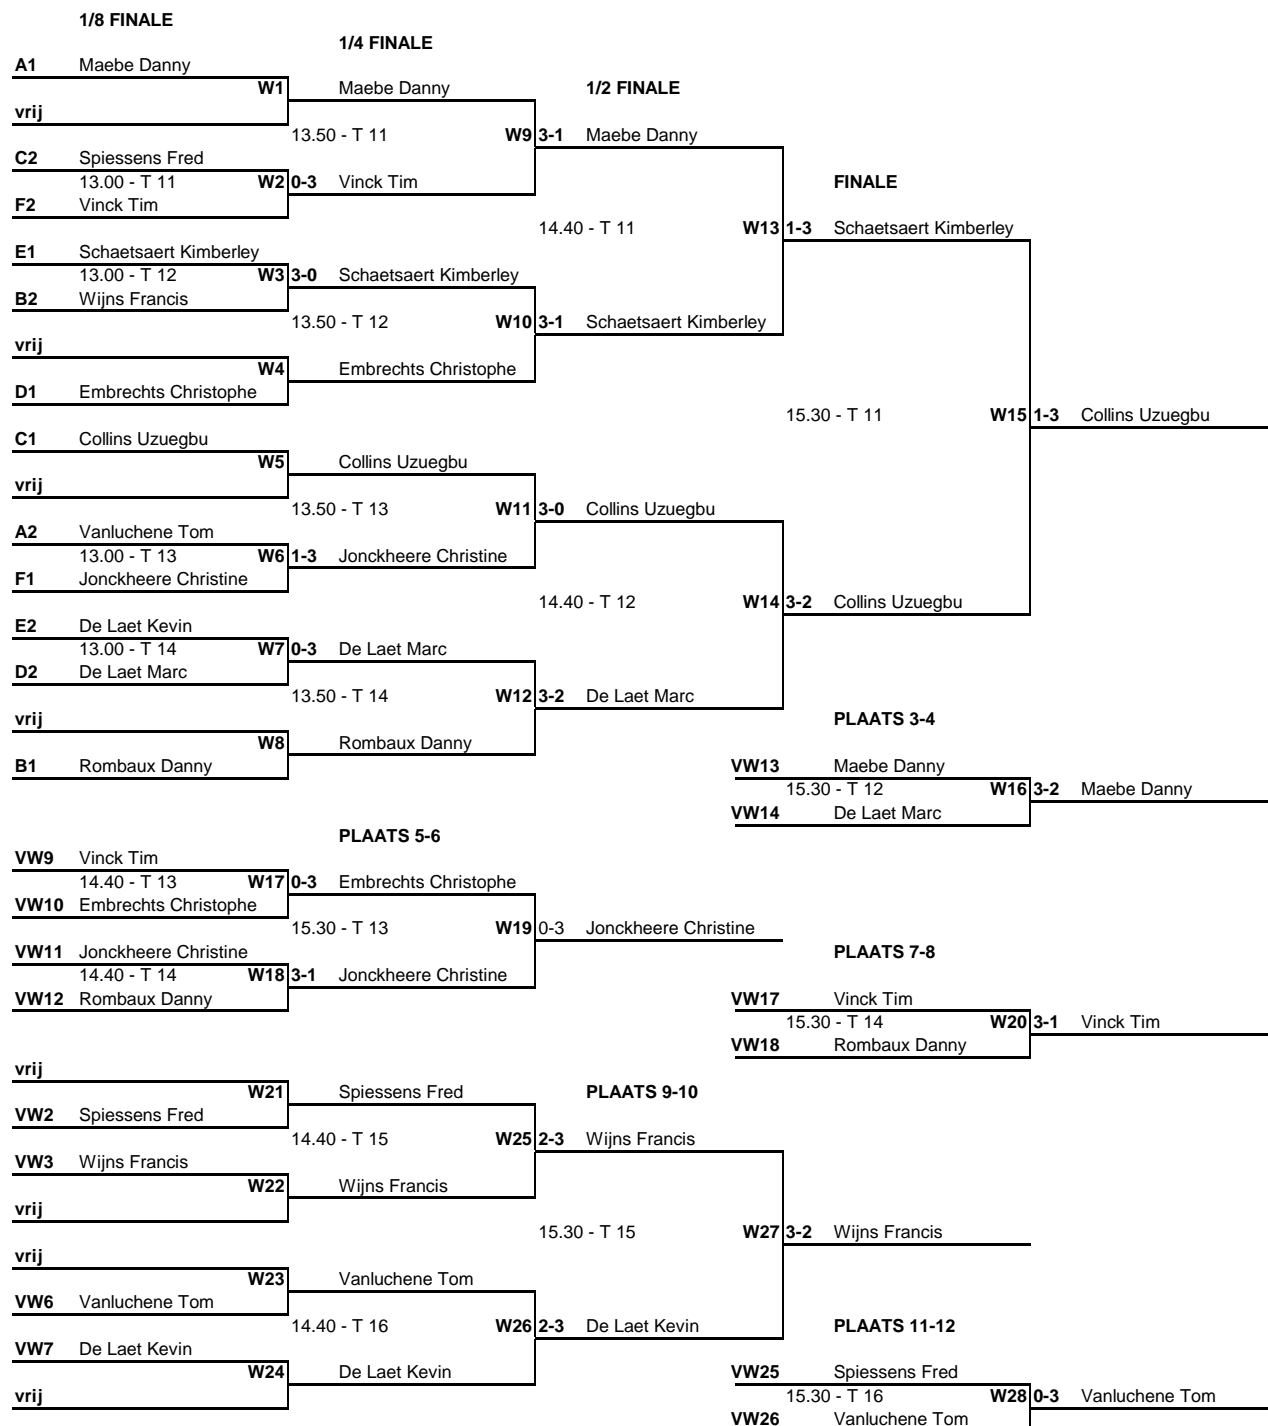 1/8 FINALE
1/4 FINALE
A1 Maebe Danny
W1 Maebe Danny 1/2 FINALE
vrij
13.50 - T 11 W9 3-1 Maebe Danny
C2 Spiessens Fred
13.00 - T 11 W2 0-3 Vinck Tim FINALE
F2 Vinck Tim
14.40 - T 11 W13 1-3 Schaetsaert Kimberley
E1 Schaetsaert Kimberley
13.00 - T 12 W3 3-0 Schaetsaert Kimberley
B2 Wijns Francis
13.50 - T 12 W10 3-1 Schaetsaert Kimberley
vrij
W4 Embrechts Christophe
D1 Embrechts Christophe
15.30 - T 11 W15 1-3 Collins Uzuegbu
C1 Collins Uzuegbu
W5 Collins Uzuegbu
vrij
13.50 - T 13 W11 3-0 Collins Uzuegbu
A2 Vanluchene Tom
13.00 - T 13 W6 1-3 Jonckheere Christine
F1 Jonckheere Christine
14.40 - T 12 W14 3-2 Collins Uzuegbu
E2 De Laet Kevin
13.00 - T 14 W7 0-3 De Laet Marc
D2 De Laet Marc
13.50 - T 14 W12 3-2 De Laet Marc
vrij PLAATS 3-4
W8 Rombaux Danny
B1 Rombaux Danny VW13 Maebe Danny
15.30 - T 12 W16 3-2 Maebe Danny
VW14 De Laet Marc
PLAATS 5-6
VW9 Vinck Tim
14.40 - T 13 W17 0-3 Embrechts Christophe
VW10 Embrechts Christophe
15.30 - T 13 W19 0-3 Jonckheere Christine
VW11 Jonckheere Christine PLAATS 7-8
14.40 - T 14 W18 3-1 Jonckheere Christine
VW12 Rombaux Danny VW17 Vinck Tim
15.30 - T 14 W20 3-1 Vinck Tim
VW18 Rombaux Danny
vrij
W21 Spiessens Fred PLAATS 9-10
VW2 Spiessens Fred
14.40 - T 15 W25 2-3 Wijns Francis
VW3 Wijns Francis
W22 Wijns Francis
vrij
15.30 - T 15 W27 3-2 Wijns Francis
vrij
W23 Vanluchene Tom
VW6 Vanluchene Tom
14.40 - T 16 W26 2-3 De Laet Kevin PLAATS 11-12
VW7 De Laet Kevin
W24 De Laet Kevin VW25 Spiessens Fred
vrij 15.30 - T 16 W28 0-3 Vanluchene Tom
VW26 Vanluchene Tom